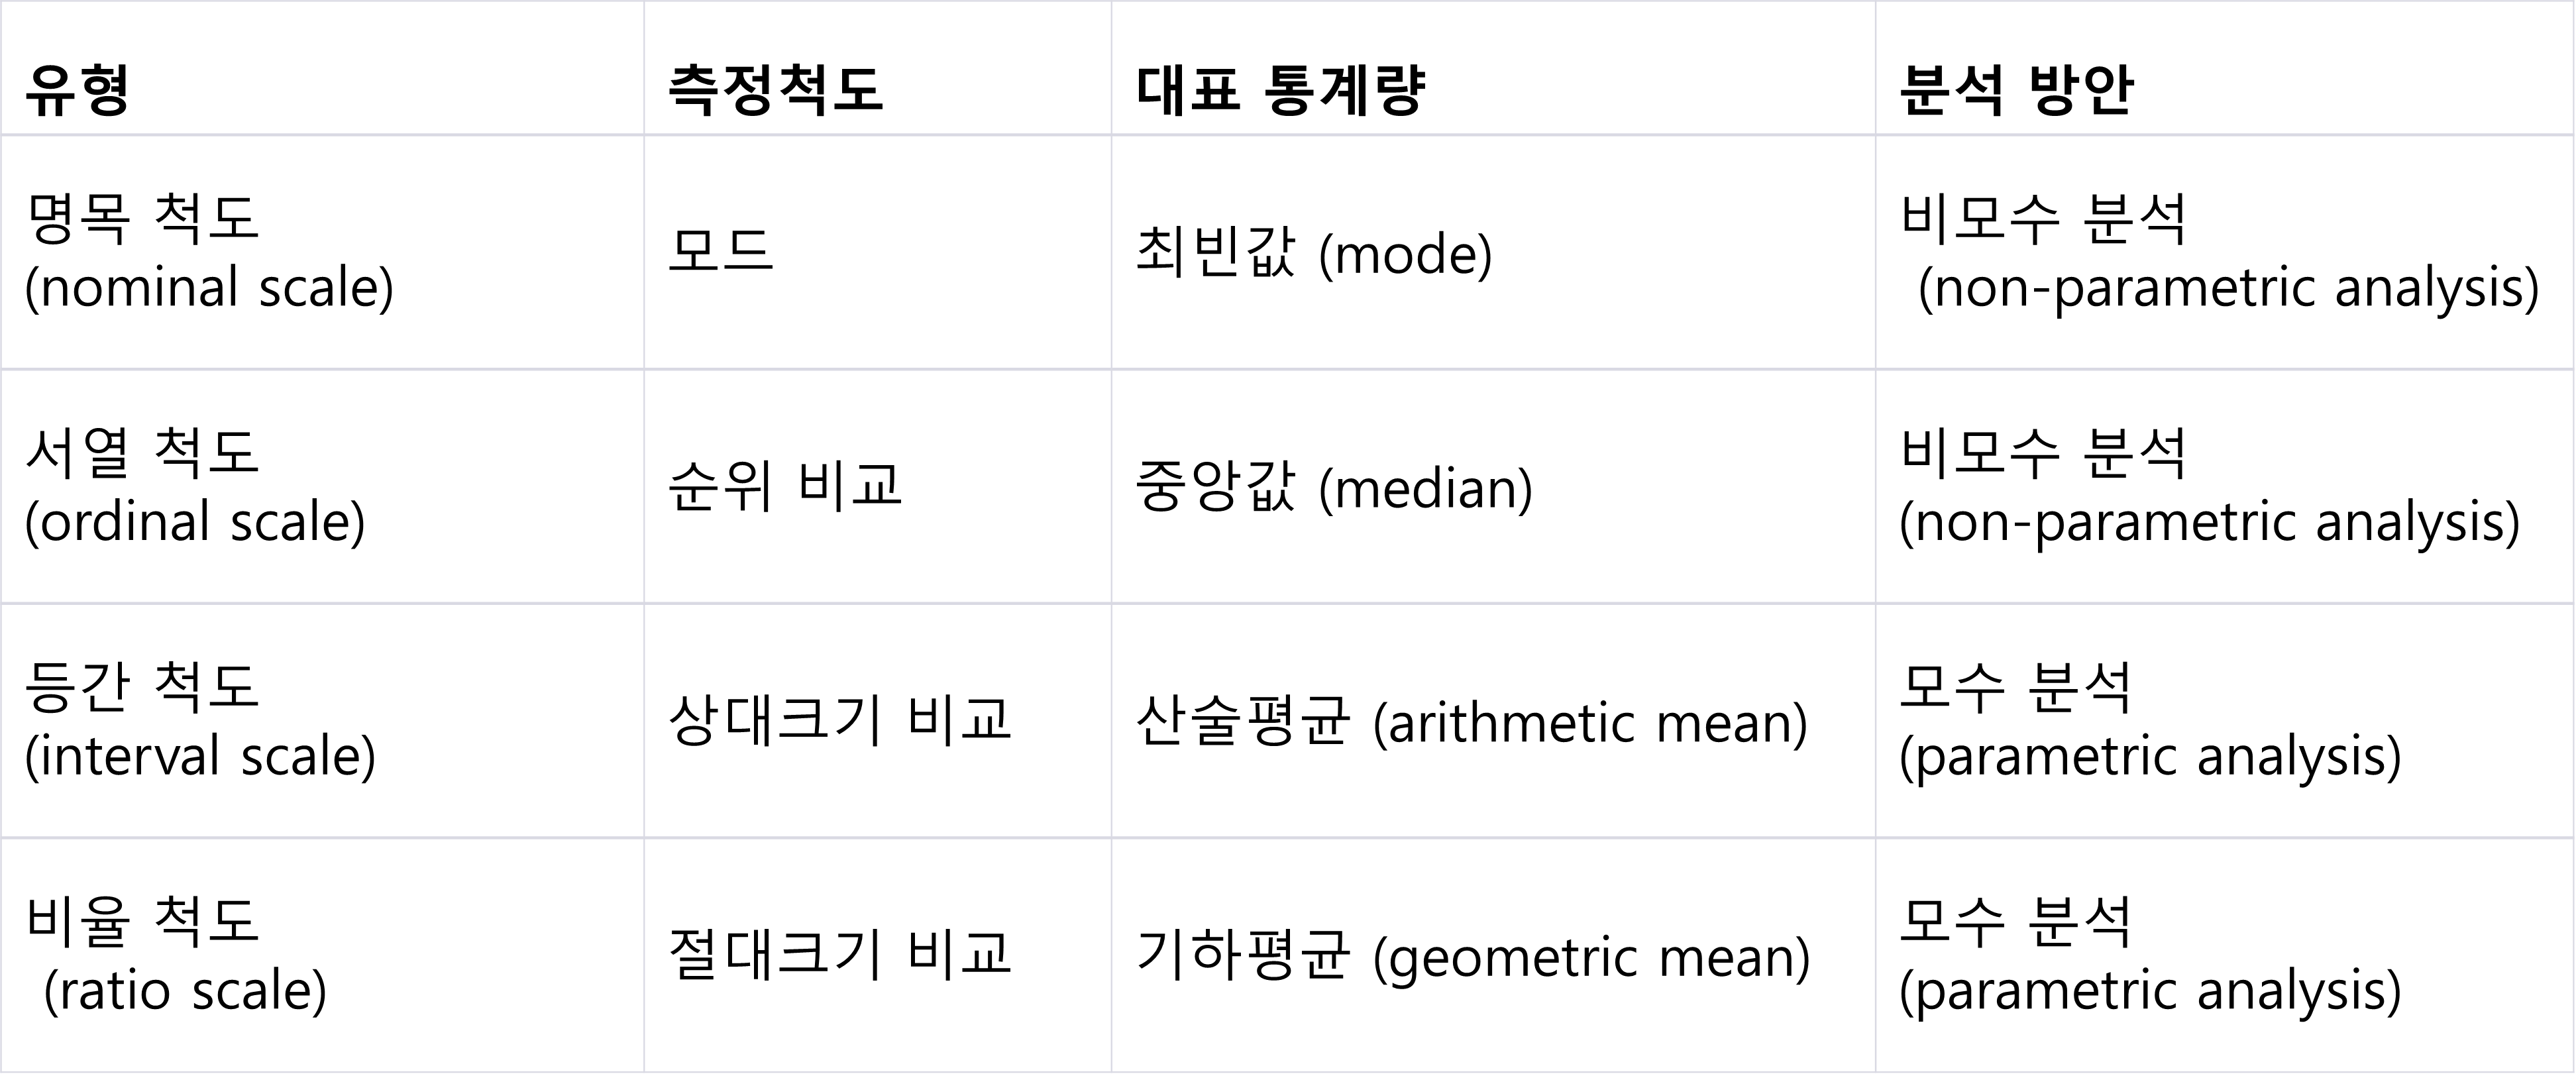 유형 측정척도 대표 통계량 분석 방안
명목 척도
(nominal scale)
모드
최빈값 (mode)
비모수 분석
(non-parametric analysis)
서열 척도
(ordinal scale)
순위 비교
중앙값 (median)
비모수 분석
(non-parametric analysis)
등간 척도
(interval scale)
상대크기 비교
산술평균 (arithmetic mean)
모수 분석
(parametric analysis)
비율 척도
(ratio scale)
절대크기 비교
기하평균 (geometric mean)
모수 분석
(parametric analysis)